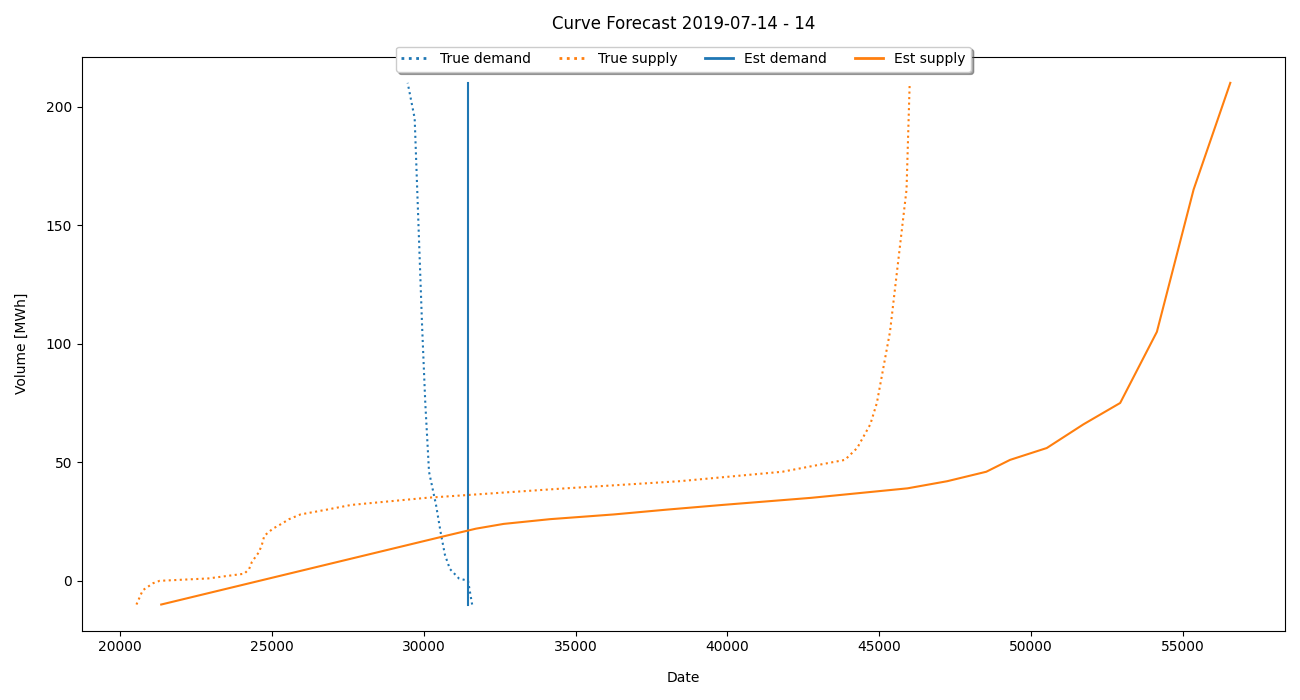 Curve Forecast 2019-07-14 - 14
True demand True supply Est demand Est supply
200
150
100
50
0
Volume [MWh]
20000 25000 30000 35000 40000 45000 50000 55000
Date